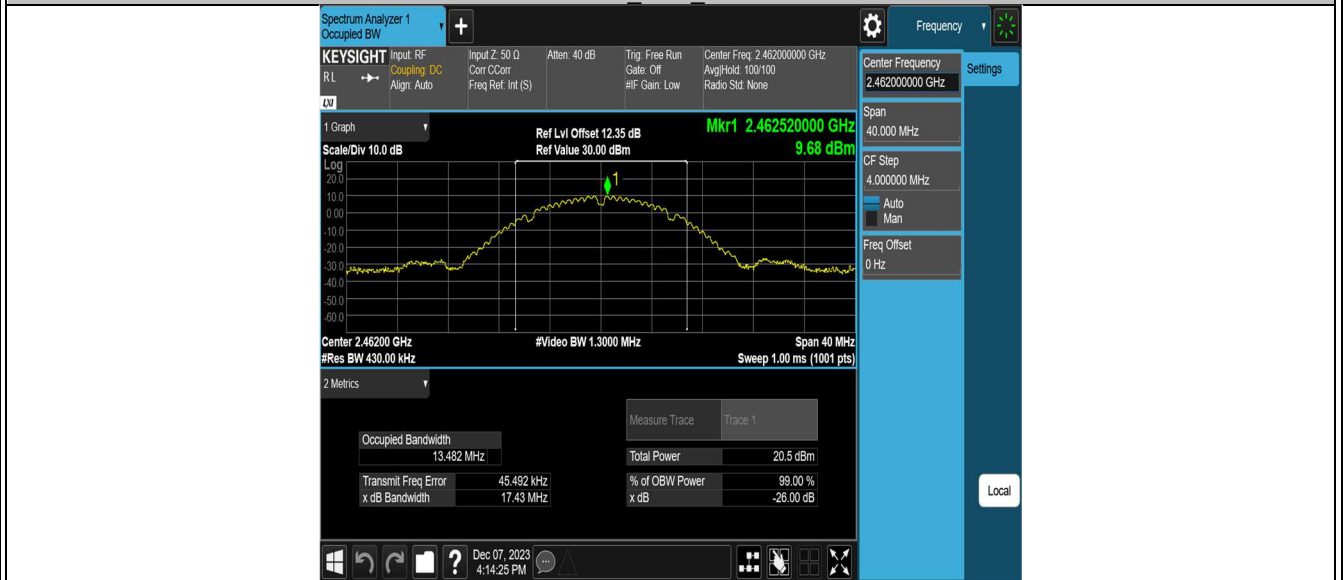 Spectrum Analyzer 1
Occupied BW
Frequency
KEYSIGHT
Input: RF
Coupling: DC
Align: Auto
Input Z: 50 Ω
Corr CCorr
Freq Ref: Int (S)
Atten: 40 dB
Trig: Free Run
Gate: Off
#IF Gain: Low
Center Freq: 2.462000000 GHz
Avg|Hold: 100/100
Radio Std: None
R L
LXI
Center Frequency
2.462000000 GHz
Settings
Span
40.000 MHz
CF Step
4.000000 MHz
Auto
Man
Freq Offset
0 Hz
1 Graph
Scale/Div 10.0 dB
Ref Lvl Offset 12.35 dB
Ref Value 30.00 dBm
Mkr1 2.462520000 GHz
9.68 dBm
Log
20.0
10.0
0.00
-10.0
-20.0
-30.0
-40.0
-50.0
-60.0
1
Center 2.46200 GHz
#Video BW 1.3000 MHz
Span 40 MHz
#Res BW 430.00 kHz
Sweep 1.00 ms (1001 pts)
2 Metrics
Measure Trace
Trace 1
Occupied Bandwidth
13.482 MHz
Total Power
20.5 dBm
Transmit Freq Error
45.492 kHz
% of OBW Power
99.00 %
x dB Bandwidth
17.43 MHz
x dB
-26.00 dB
Local
Dec 07, 2023
4:14:25 PM